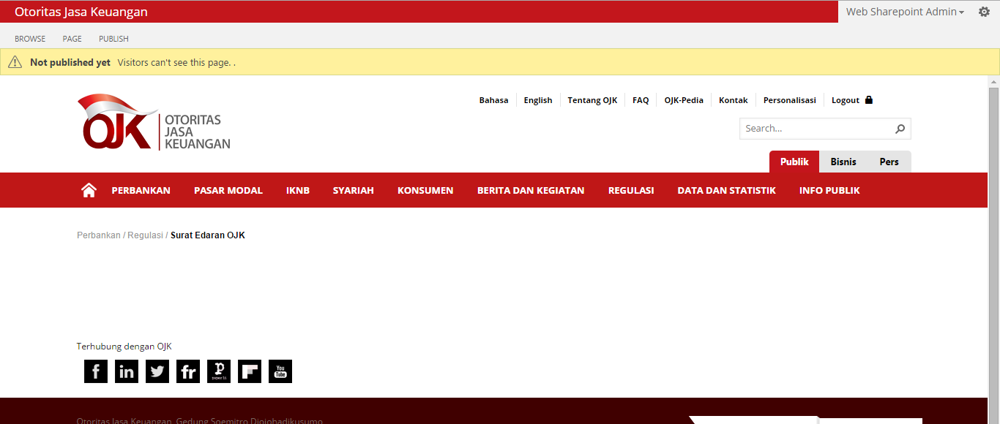 Otoritas Jasa Keuangan
Web Sharepoint Admin
BROWSE PAGE PUBLISH
Not published yet Visitors can't see this page. .
OJK OTORITAS
JASA
KEUANGAN
Bahasa English Tentang OJK FAQ OJK-Pedia Kontak Personalisasi Logout
Search...
Publik Bisnis Pers
PERBANKAN PASAR MODAL IKNB SYARIAH KONSUMEN BERITA DAN KEGIATAN REGULASI DATA DAN STATISTIK INFO PUBLIK
Perbankan / Regulasi / Surat Edaran OJK
Terhubung dengan OJK
f in fr p paper.li You Tube
Otoritas Jasa Keuangan, Gedung Soemitro Djojohadikusumo